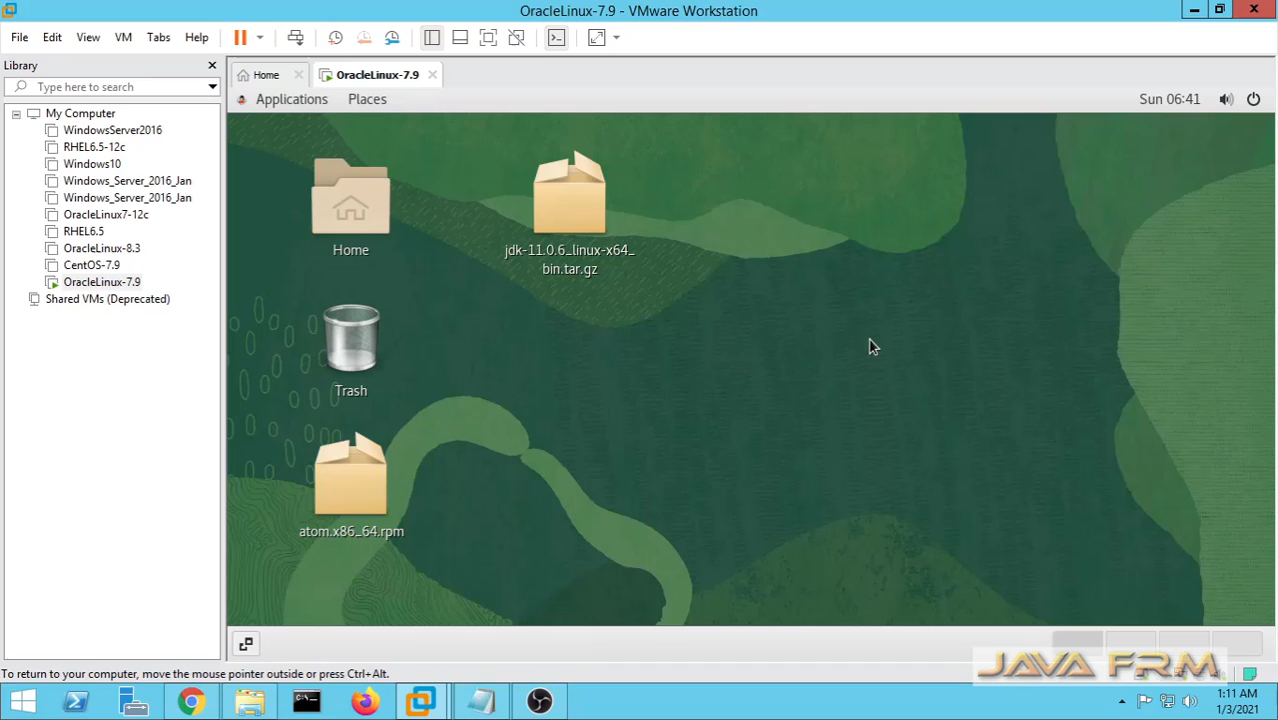 OracleLinux-7.9 - VMware Workstation
File Edit View VM Tabs Help
Library
Type here to search
My Computer
WindowsServer2016
RHEL6.5-12c
Windows10
Windows_Server_2016_Jan
Windows_Server_2016_Jan
OracleLinux7-12c
RHEL6.5
OracleLinux-8.3
CentOS-7.9
OracleLinux-7.9
Shared VMs (Deprecated)
Home OracleLinux-7.9
Applications Places Sun 06:41
Home
jdk-11.0.6_linux-x64_
bin.tar.gz
Trash
atom.x86_64.rpm
To return to your computer, move the mouse pointer outside or press Ctrl+Alt.
JAVA FRM
1:11 AM
1/3/2021